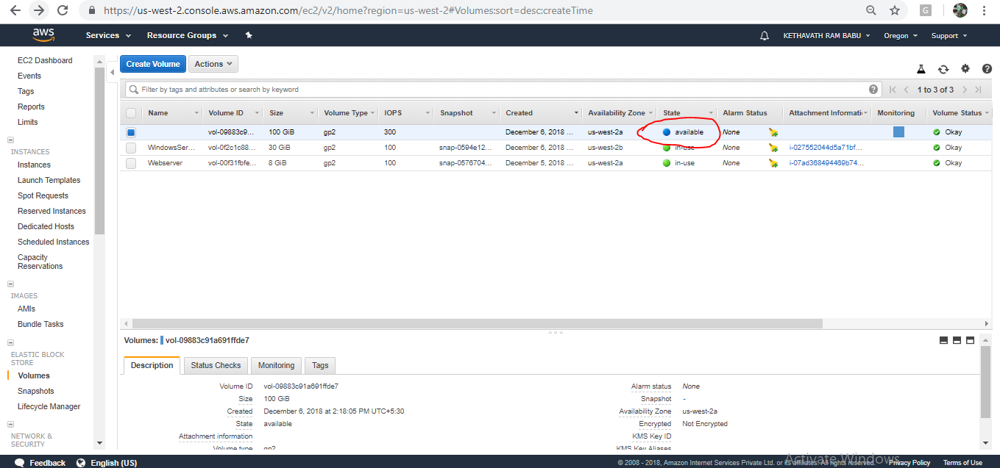 https://us-west-2.console.aws.amazon.com/ec2/v2/home?region=us-west-2#Volumes:sort=desc:createTime
G
aws Services Resource Groups KETHAVATH RAM BABU Oregon Support
EC2 Dashboard
Events
Tags
Reports
Limits
INSTANCES
Instances
Launch Templates
Spot Requests
Reserved Instances
Dedicated Hosts
Scheduled Instances
Capacity
Reservations
IMAGES
AMIs
Bundle Tasks
ELASTIC BLOCK
STORE
Volumes
Snapshots
Lifecycle Manager
NETWORK &
SECURITY
Create Volume Actions
Filter by tags and attributes or search by keyword 1 to 3 of 3
Name Volume ID Size Volume Type IOPS Snapshot Created Availability Zone State Alarm Status Attachment Informati Monitoring Volume Status
vol-09883c9... 100 GiB gp2 300 December 6, 2018 ... us-west-2a available None Okay
WindowsSer... vol-0f2c1c88... 30 GiB gp2 100 snap-0594e12... December 6, 2018 ... us-west-2b in-use None i-027552044d5a71bf... Okay
Webserver vol-00f31fbfe... 8 GiB gp2 100 snap-0576704... December 5, 2018 ... us-west-2a in-use None i-07ad368494469b74... Okay
Volumes: vol-09883c91a691ffde7
Description Status Checks Monitoring Tags
Volume ID vol-09883c91a691ffde7 Alarm status None
Size 100 GiB Snapshot -
Created December 6, 2018 at 2:18:05 PM UTC+5:30 Availability Zone us-west-2a
State available Encrypted Not Encrypted
Attachment information KMS Key ID
Volume type gp2 KMS Key Aliases
Activate Windows
Feedback English (US) © 2008 - 2018, Amazon Internet Services Private Ltd. or its affiliates. All rights reserved. Privacy Policy Terms of Use